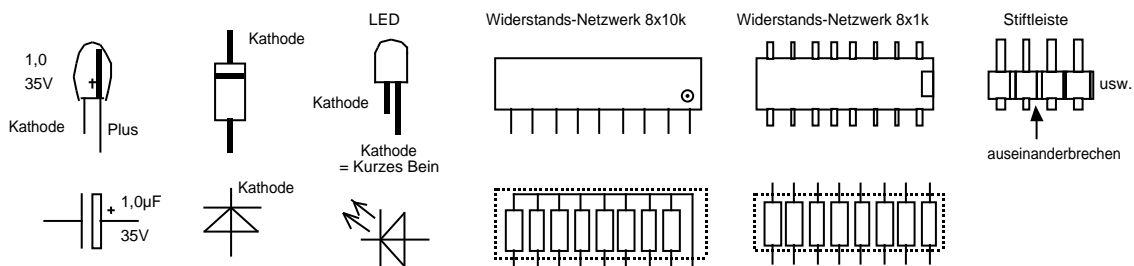 LED
Widerstands-Netzwerk 8x10k
Widerstands-Netzwerk 8x1k
Stiftleiste
Kathode
1,0
35V
+
Kathode
Plus
Kathode
Kathode
= Kurzes Bein
usw.
auseinanderbrechen
+ 1,0µF
35V
Kathode